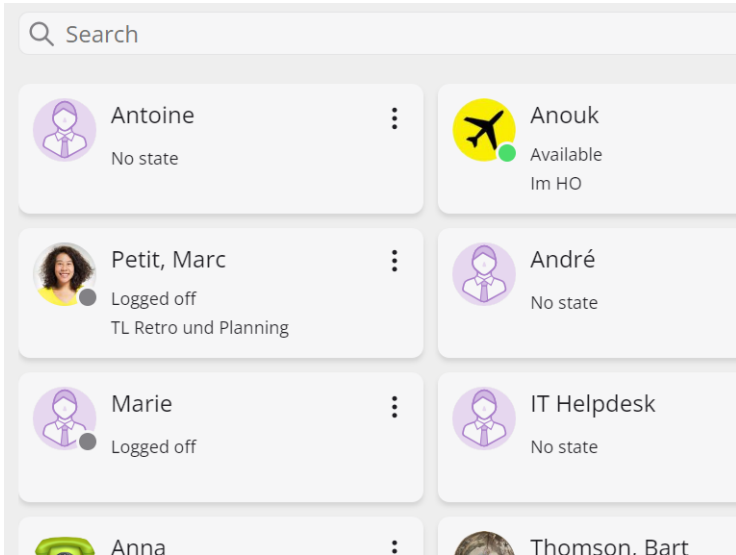 Search
Antoine
No state
Anouk
Available
Im HO
Petit, Marc
Logged off
TL Retro und Planning
André
No state
Marie
Logged off
IT Helpdesk
No state
Anna
Thomson, Bart